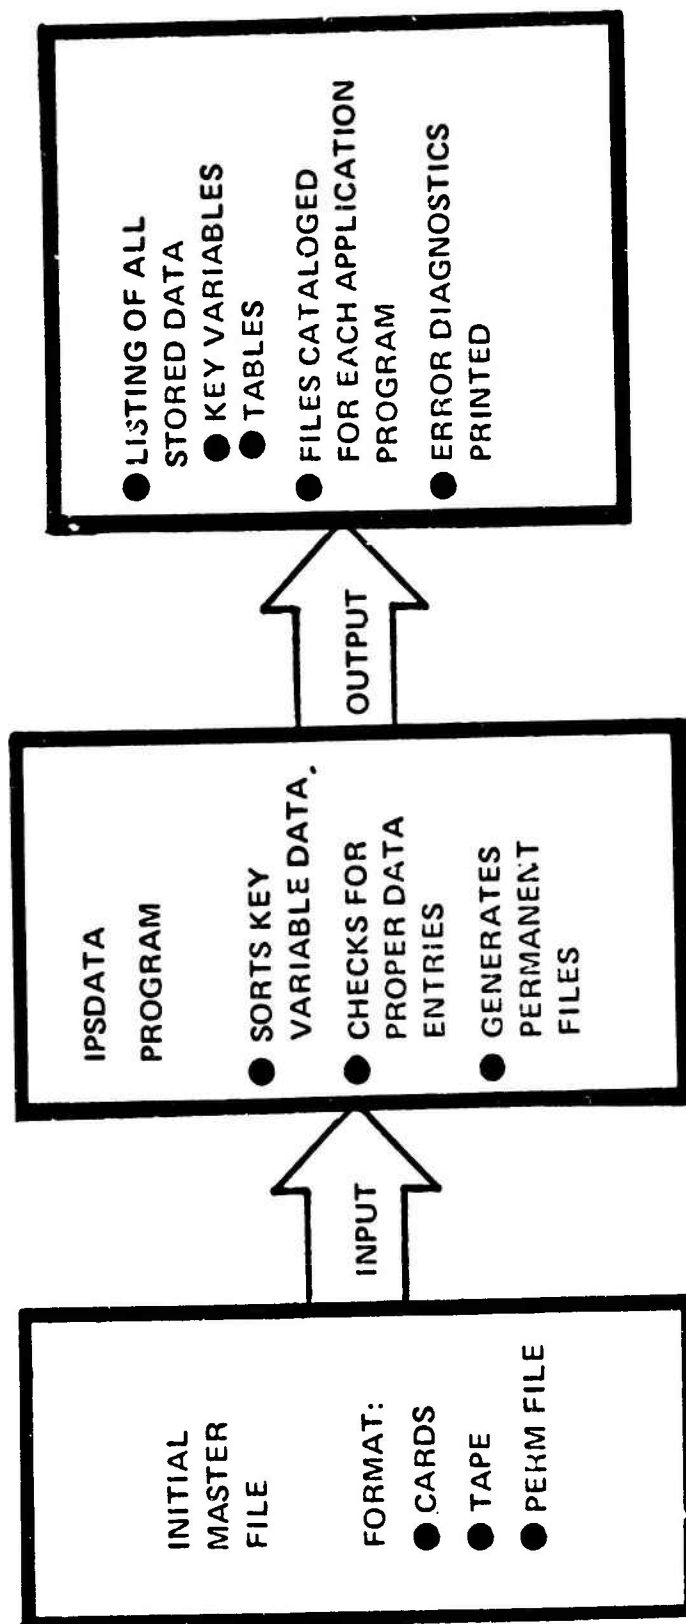 INITIAL
MASTER
FILE
FORMAT:
● CARDS
● TAPE
● PERM FILE
INPUT
IPSDATA
PROGRAM
● SORTS KEY
VARIABLE DATA.
● CHECKS FOR
PROPER DATA
ENTRIES
● GENERATES
PERMANENT
FILES
OUTPUT
● LISTING OF ALL
STORED DATA
● KEY VARIABLES
● TABLES
● FILES CATALOGED
FOR EACH APPLICATION
PROGRAM
● ERROR DIAGNOSTICS
PRINTED